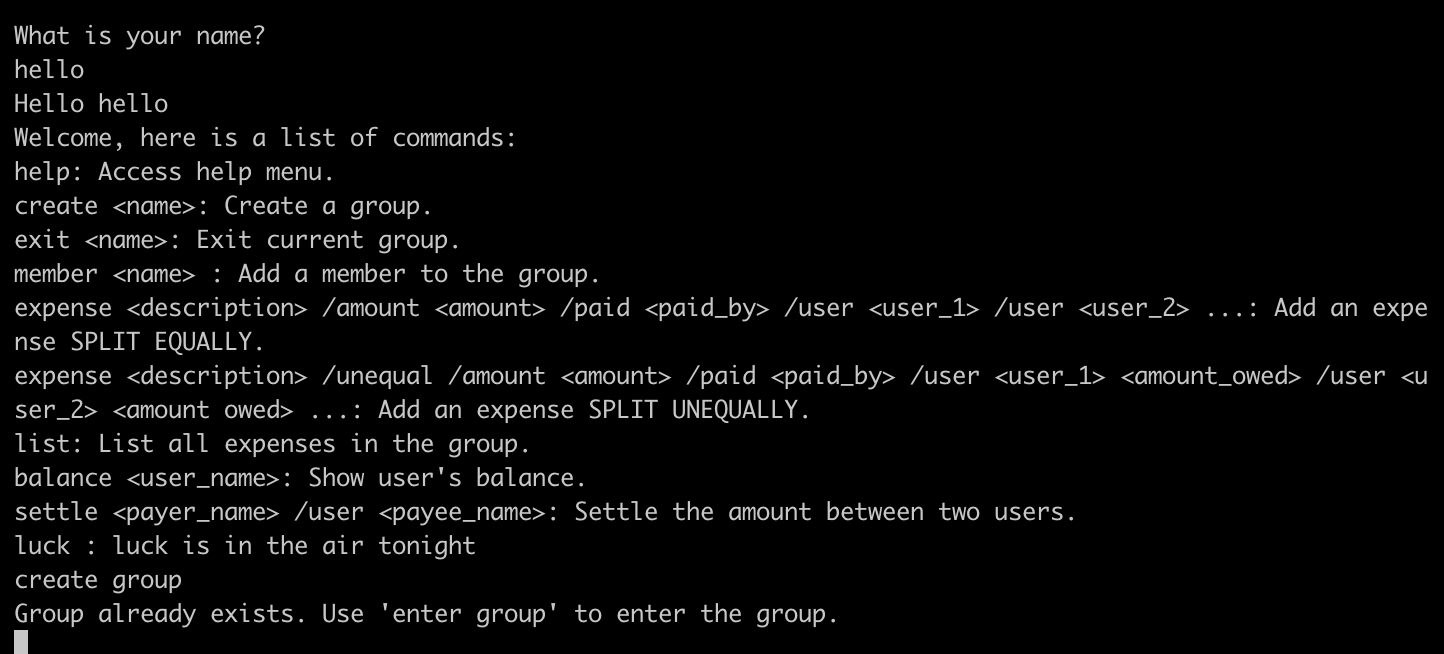 What is your name?
hello
Hello hello
Welcome, here is a list of commands:
help: Access help menu.
create <name>: Create a group.
exit <name>: Exit current group.
member <name> : Add a member to the group.
expense <description> /amount <amount> /paid <paid_by> /user <user_1> /user <user_2> ...: Add an expe
nse SPLIT EQUALLY.
expense <description> /unequal /amount <amount> /paid <paid_by> /user <user_1> <amount_owed> /user <u
ser_2> <amount owed> ...: Add an expense SPLIT UNEQUALLY.
list: List all expenses in the group.
balance <user_name>: Show user's balance.
settle <payer_name> /user <payee_name>: Settle the amount between two users.
luck : luck is in the air tonight
create group
Group already exists. Use 'enter group' to enter the group.